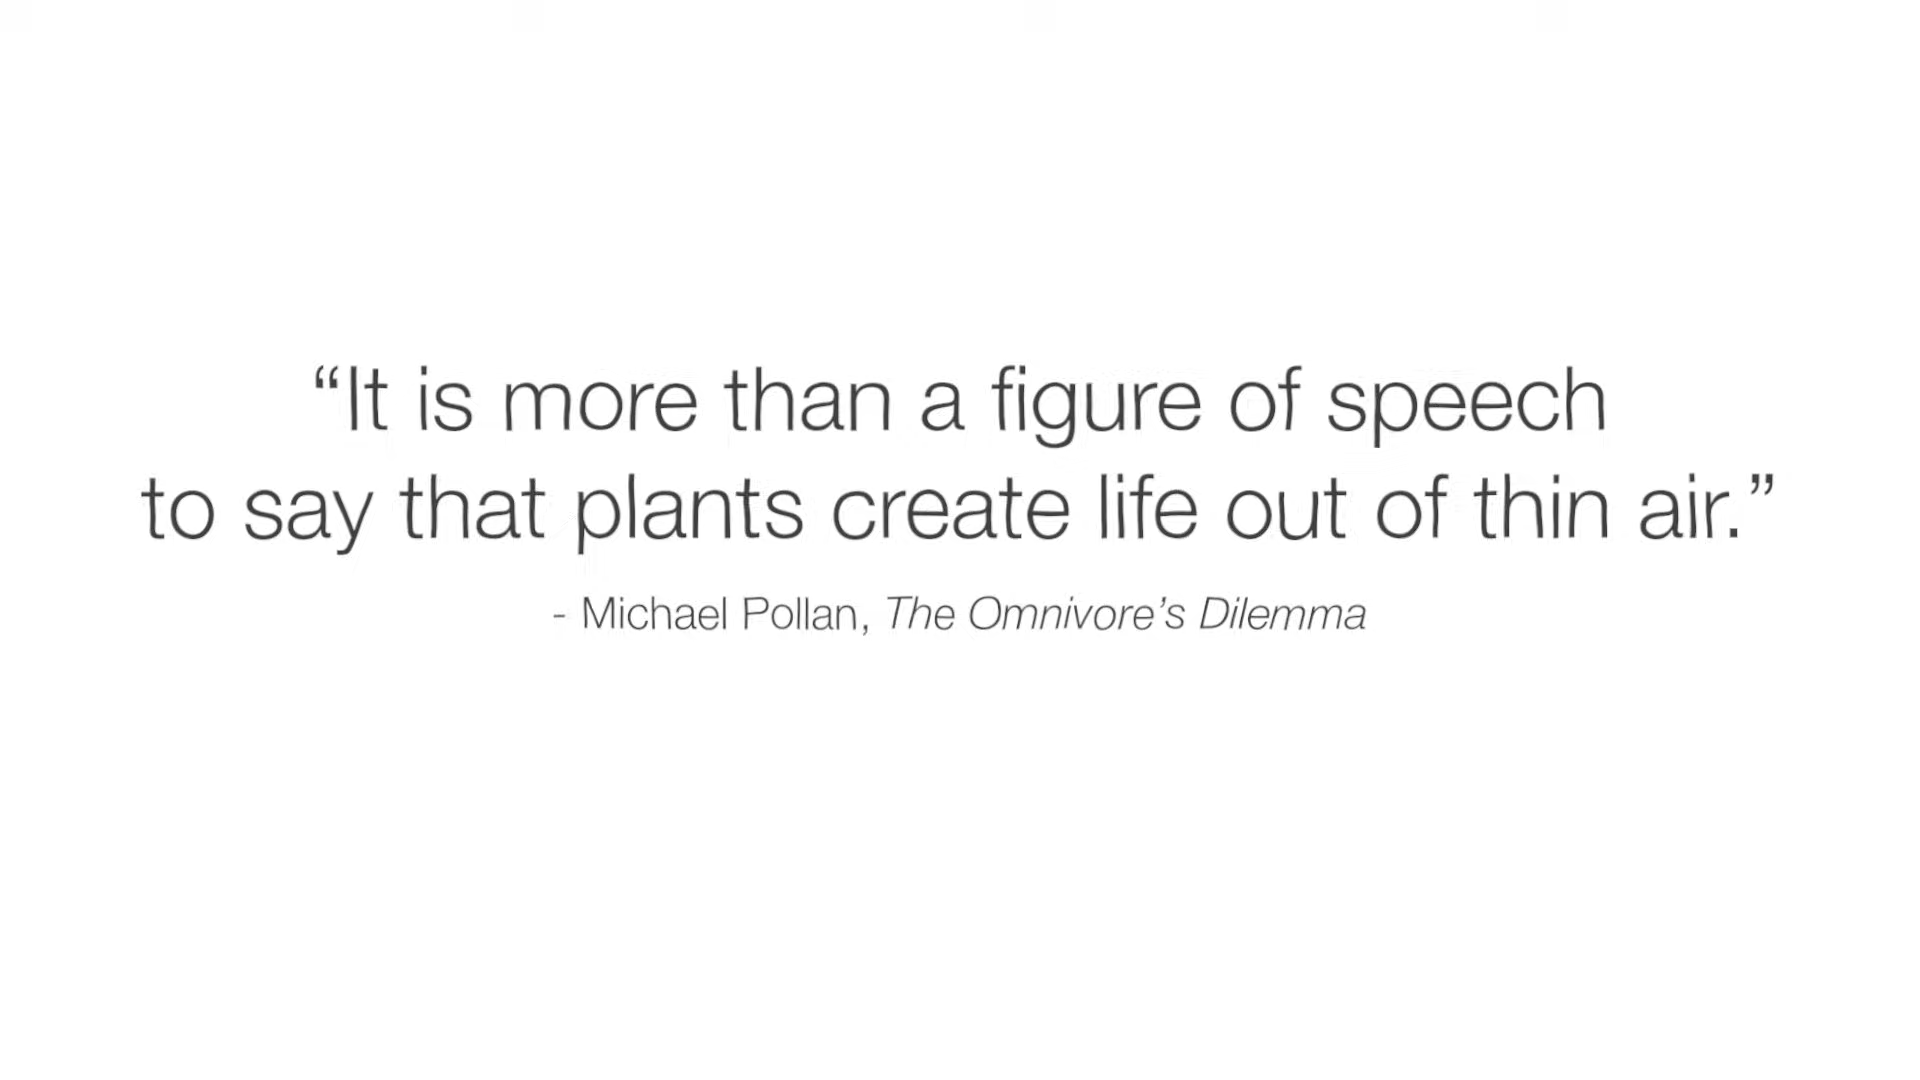 “It is more than a figure of speech
to say that plants create life out of thin air.”
- Michael Pollan, The Omnivore’s Dilemma